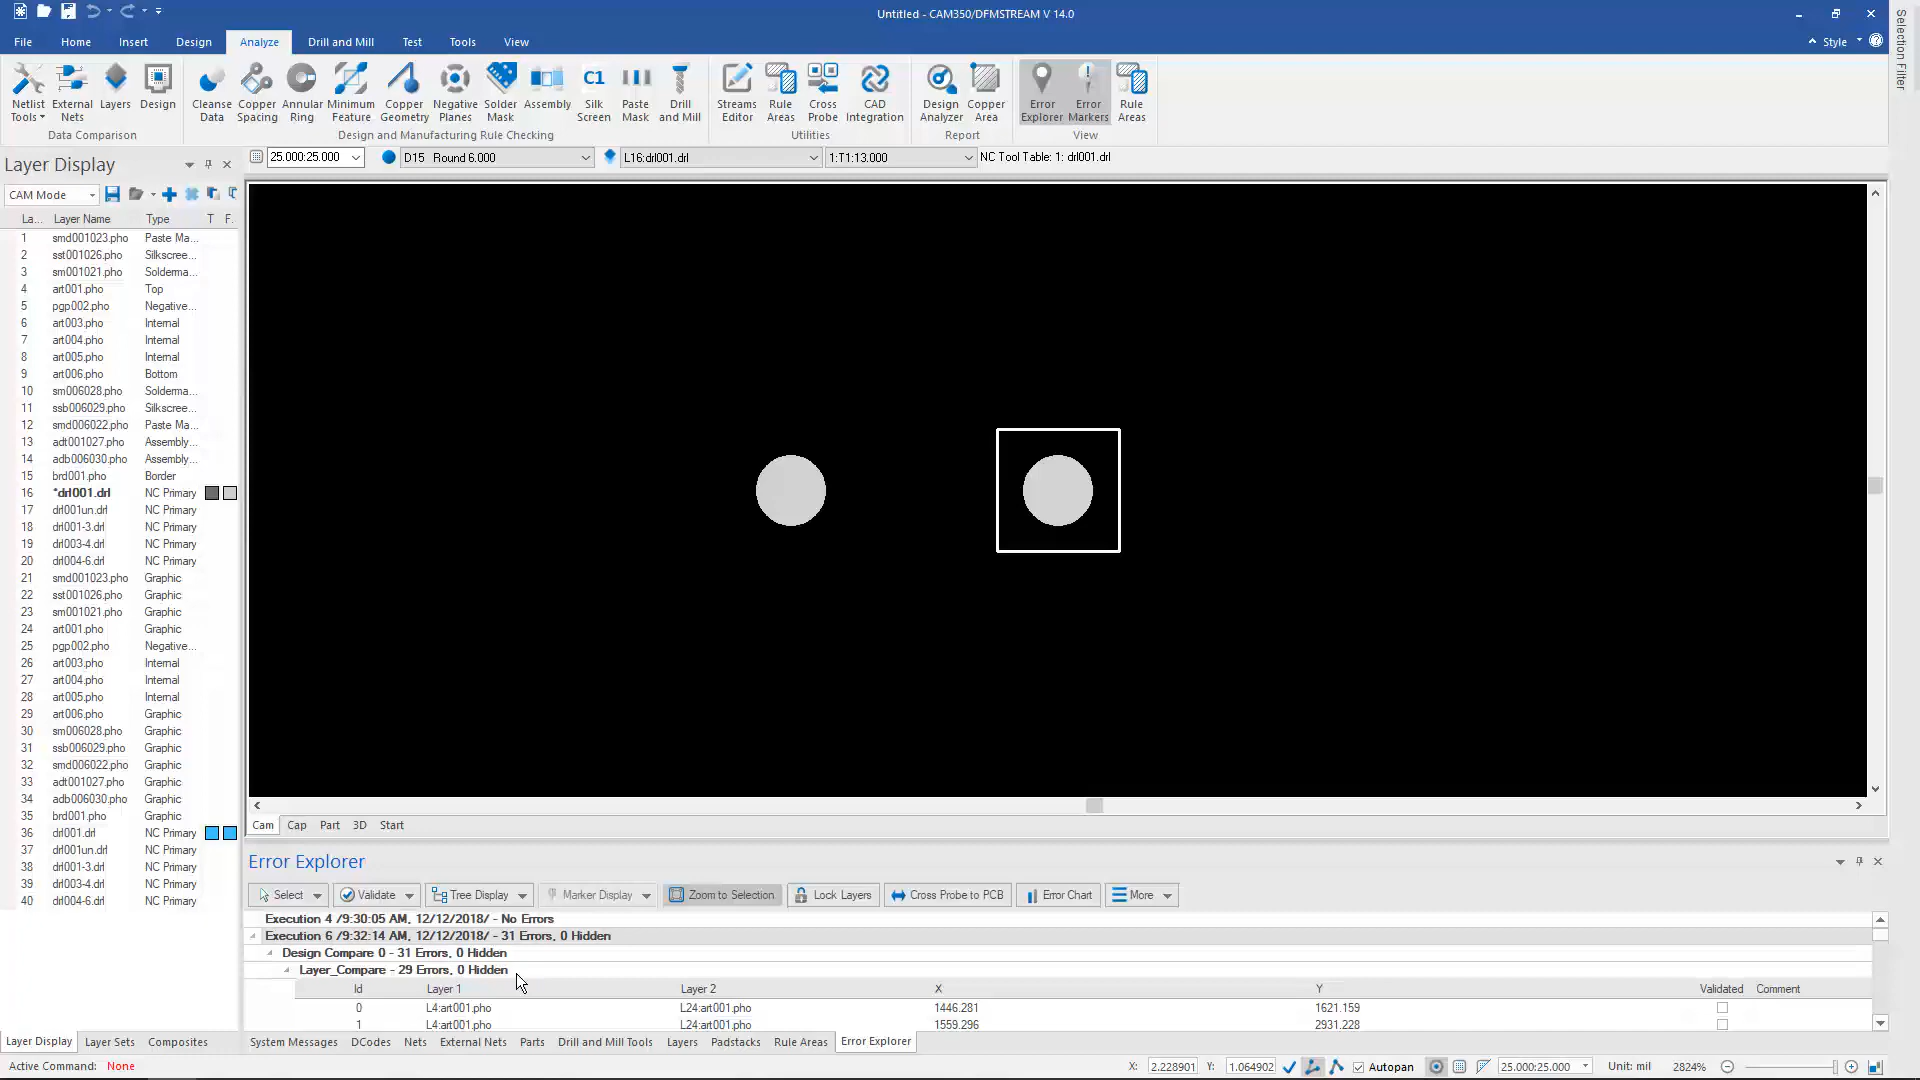 Untitled - CAM350/DFMSTREAM V 14.0
Selection Filter
File Home Insert Design Analyze Drill and Mill Test Tools View
Style
Netlist Tools
External Nets
Layers
Design
Cleanse Data
Copper Spacing
Annular Ring
Minimum Feature
Copper Geometry
Negative Planes
Solder Mask
Assembly
C1
Silk Screen
Paste Mask
Drill and Mill
Streams Editor
Rule Areas
Cross Probe
CAD Integration
Design Analyzer
Copper Area
Error Explorer
Error Markers
Rule Areas
Data Comparison
Design and Manufacturing Rule Checking
Utilities
Report
View
Layer Display
25.000:25.000
D15 Round 6.000
L16:drl001.drl
1:T1:13.000
NC Tool Table: 1: drl001.drl
CAM Mode
La... Layer Name Type T F.
1 smd001023.pho Paste Ma...
2 sst001026.pho Silkscree...
3 sm001021.pho Solderma...
4 art001.pho Top
5 pgp002.pho Negative...
6 art003.pho Internal
7 art004.pho Internal
8 art005.pho Internal
9 art006.pho Bottom
10 sm006028.pho Solderma...
11 ssb006029.pho Silkscree...
12 smd006022.pho Paste Ma...
13 adt001027.pho Assembly...
14 adb006030.pho Assembly...
15 brd001.pho Border
16 *drl001.drl NC Primary
17 drl001un.drl NC Primary
18 drl001-3.drl NC Primary
19 drl003-4.drl NC Primary
20 drl004-6.drl NC Primary
21 smd001023.pho Graphic
22 sst001026.pho Graphic
23 sm001021.pho Graphic
24 art001.pho Graphic
25 pgp002.pho Negative...
26 art003.pho Internal
27 art004.pho Internal
28 art005.pho Internal
29 art006.pho Graphic
30 sm006028.pho Graphic
31 ssb006029.pho Graphic
32 smd006022.pho Graphic
33 adt001027.pho Graphic
34 adb006030.pho Graphic
35 brd001.pho Graphic
36 drl001.drl NC Primary
37 drl001un.drl NC Primary
38 drl001-3.drl NC Primary
39 drl003-4.drl NC Primary
40 drl004-6.drl NC Primary
Cam Cap Part 3D Start
Error Explorer
Select Validate Tree Display Marker Display Zoom to Selection Lock Layers Cross Probe to PCB Error Chart More
Execution 4 /9:30:05 AM, 12/12/2018/ - No Errors
Execution 6 /9:32:14 AM, 12/12/2018/ - 31 Errors, 0 Hidden
Design Compare 0 - 31 Errors, 0 Hidden
Layer_Compare - 29 Errors, 0 Hidden
Id Layer 1 Layer 2 X Y Validated Comment
0 L4:art001.pho L24:art001.pho 1446.281 1621.159
1 L4:art001.pho L24:art001.pho 1559.296 2931.228
Layer Display Layer Sets Composites
System Messages DCodes Nets External Nets Parts Drill and Mill Tools Layers Padstacks Rule Areas Error Explorer
Active Command: None
X: 2.228901 Y: 1.064902 Autopan 25.000:25.000 Unit: mil 2824%